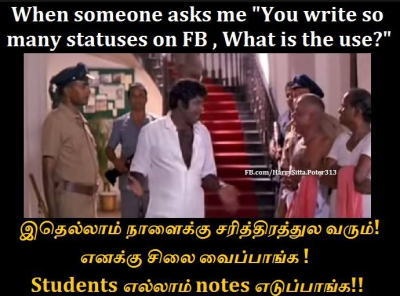 When someone asks me "You write so
many statuses on FB , What is the use?"
FB.com/HarrySitta.Poter313
இதெல்லாம் நாளைக்கு சரித்திரத்துல வரும்!
எனக்கு சிலை வைப்பாங்க !
Students எல்லாம் notes எடுப்பாங்க!!